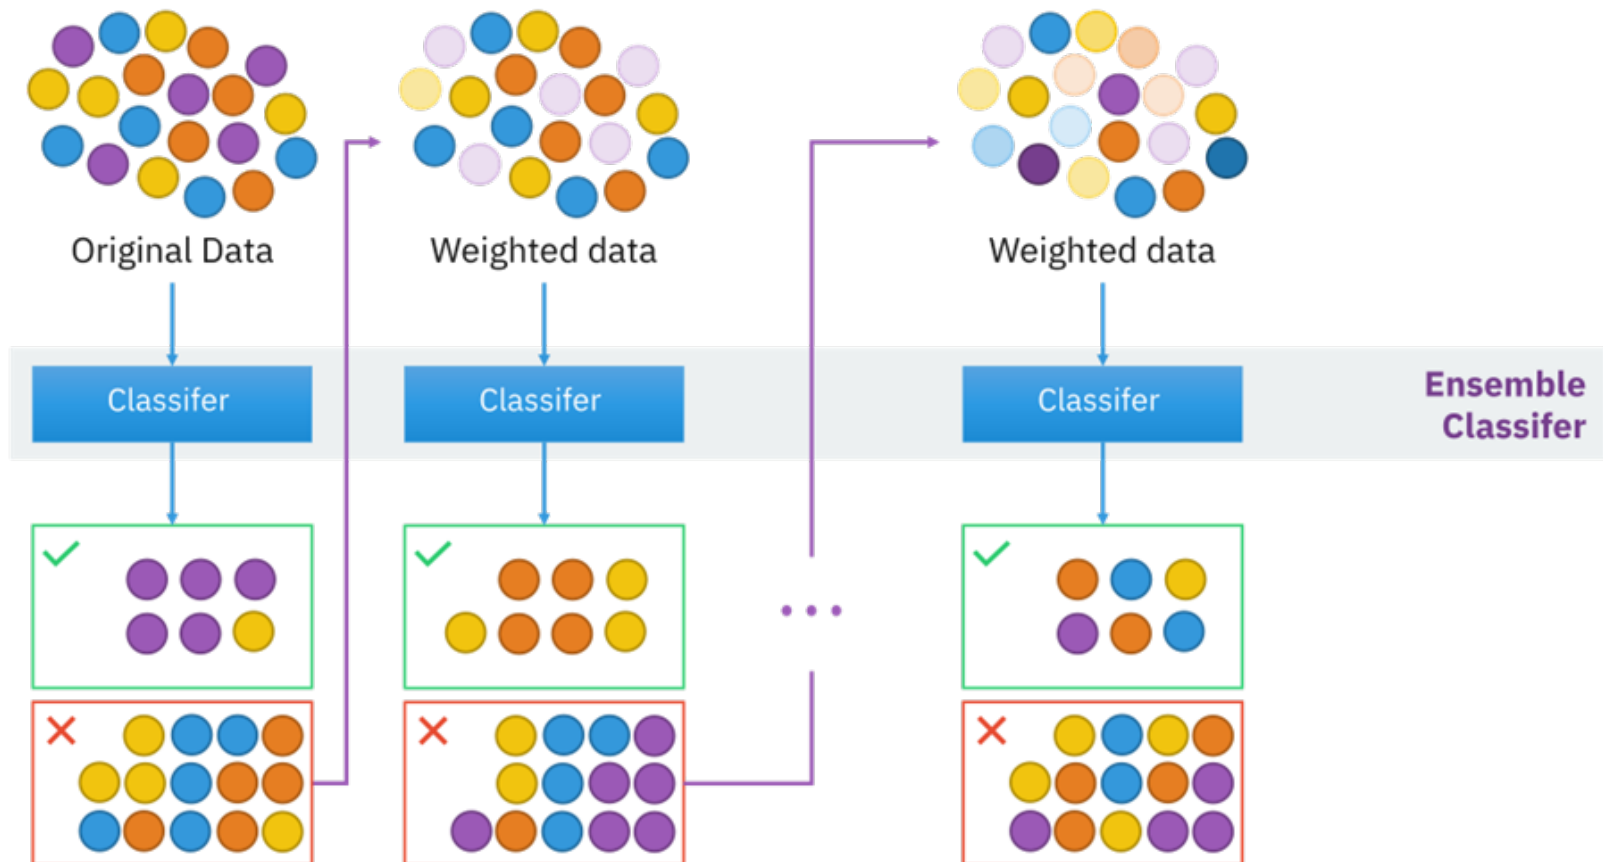 Original Data
Weighted data
Weighted data
Classifer
Classifer
Classifer
Ensemble
Classifer